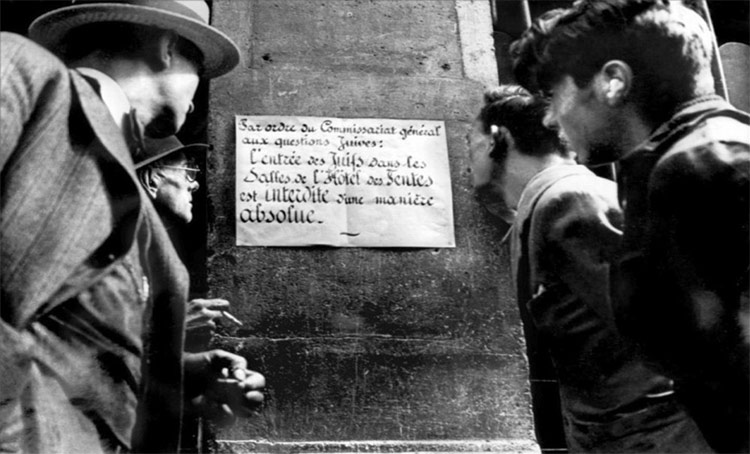 Par ordre du Commissariat général
aux questions Juives:
L'entrée des Juifs dans les
Salles de l'Hôtel des Ventes
est interdite d'une manière
absolue.